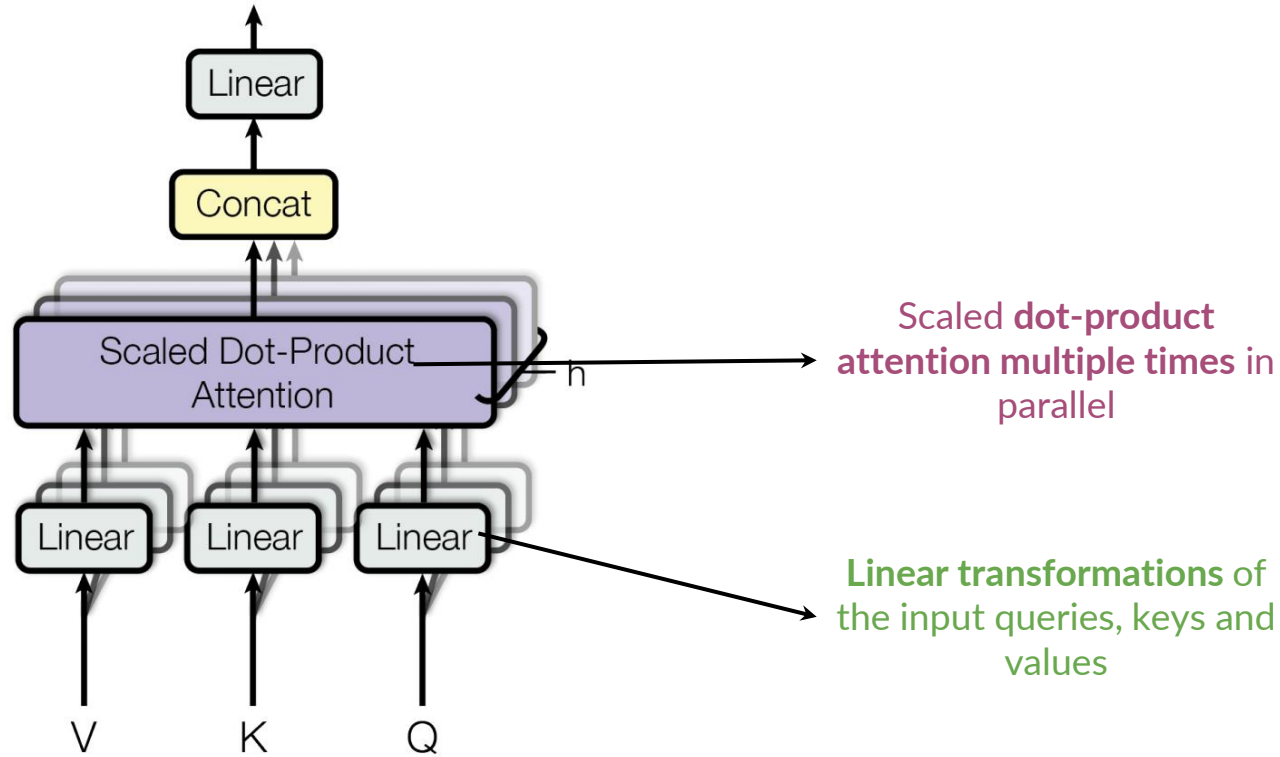 Linear
Concat
Scaled Dot-Product
Attention
h
Linear
Linear
Linear
V
K
Q
Scaled dot-product
attention multiple times in
parallel
Linear transformations of
the input queries, keys and
values